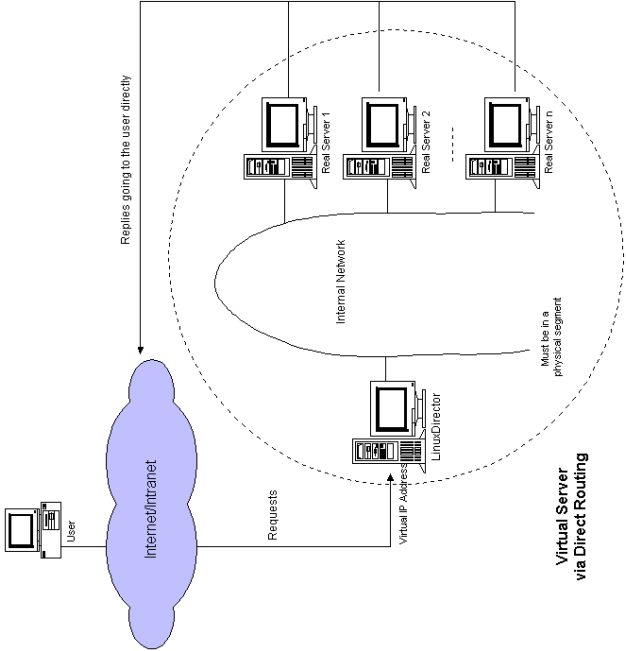 Replies going to the user directly
Real Server 1
Real Server 2
Real Server n
Internal Network
Must be in a
physical segment
LinuxDirector
Virtual IP Address
Requests
Internet/Intranet
User
Virtual Server
via Direct Routing